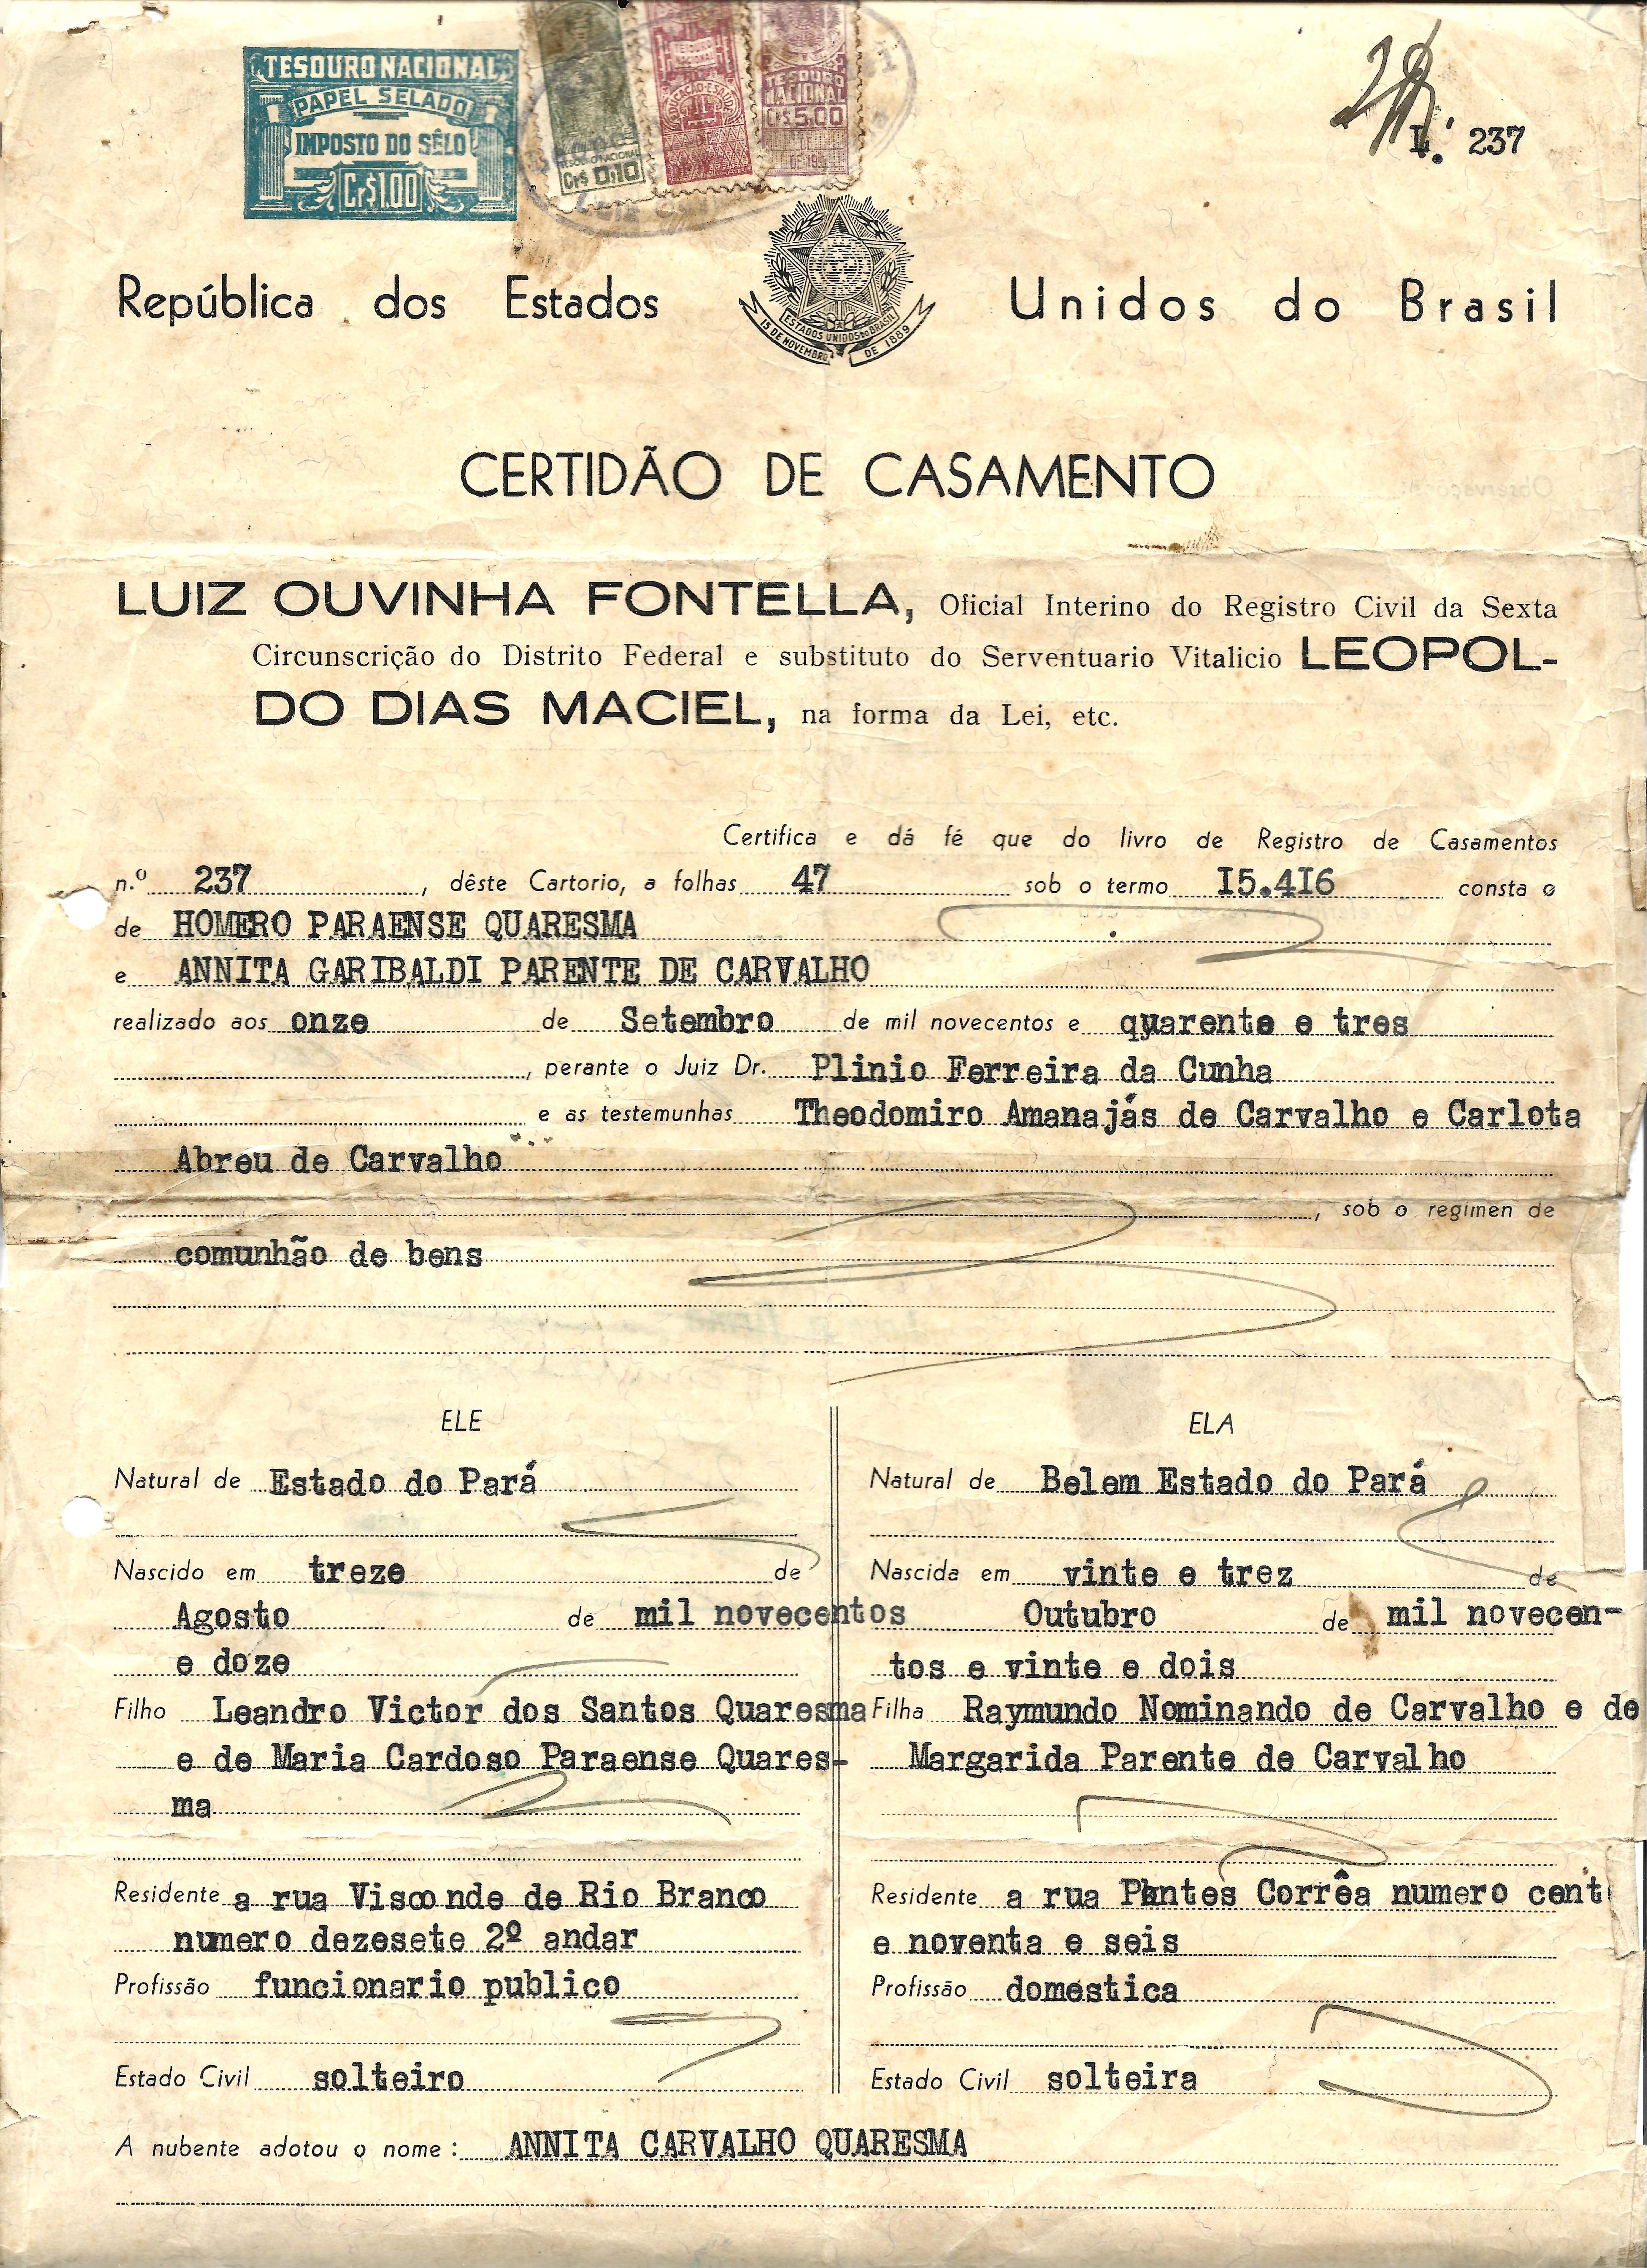 TESOURO NACIONAL
PAPEL SELADO
IMPOSTO DO SÊLO
Cr$1.00
TESOURO NACIONAL
Cr$ 0,10
EDUCAÇÃO E SAUDE
TESOURO
NACIONAL
Cr$ 5,00
L. 237
República dos Estados Unidos do Brasil
ESTADOS UNIDOS DO BRASIL
15 DE NOVEMBRO DE 1889
CERTIDÃO DE CASAMENTO
LUIZ OUVINHA FONTELLA, Oficial Interino do Registro Civil da Sexta
Circunscrição do Distrito Federal e substituto do Serventuario Vitalicio LEOPOL-
DO DIAS MACIEL, na forma da Lei, etc.
Certifica e dá fé que do livro de Registro de Casamentos
n.º 237, dêste Cartorio, a folhas 47 sob o termo I5.4I6 consta o
de HOMERO PARAENSE QUARESMA
e ANNITA GARIBALDI PARENTE DE CARVALHO
realizado aos onze de Setembro de mil novecentos e quarenta e tres
, perante o Juiz Dr. Plinio Ferreira da Cunha
e as testemunhas Theodomiro Amanajás de Carvalho e Carlota
Abreu de Carvalho
, sob o regimen de
comunhão de bens
ELE
Natural de Estado do Pará
Nascido em treze de
Agosto de mil novecentos
e doze
Filho Leandro Victor dos Santos Quaresma
e de Maria Cardoso Paraense Quares-
ma
Residente a rua Visconde de Rio Branco
numero dezesete 2º andar
Profissão funcionario publico
Estado Civil solteiro
ELA
Natural de Belem Estado do Pará
Nascida em vinte e trez de
Outubro de mil novecen-
tos e vinte e dois
Filha Raymundo Nominando de Carvalho e de
Margarida Parente de Carvalho
Residente a rua Pontes Corrêa numero cent
e noventa e seis
Profissão domestica
Estado Civil solteira
A nubente adotou o nome: ANNITA CARVALHO QUARESMA